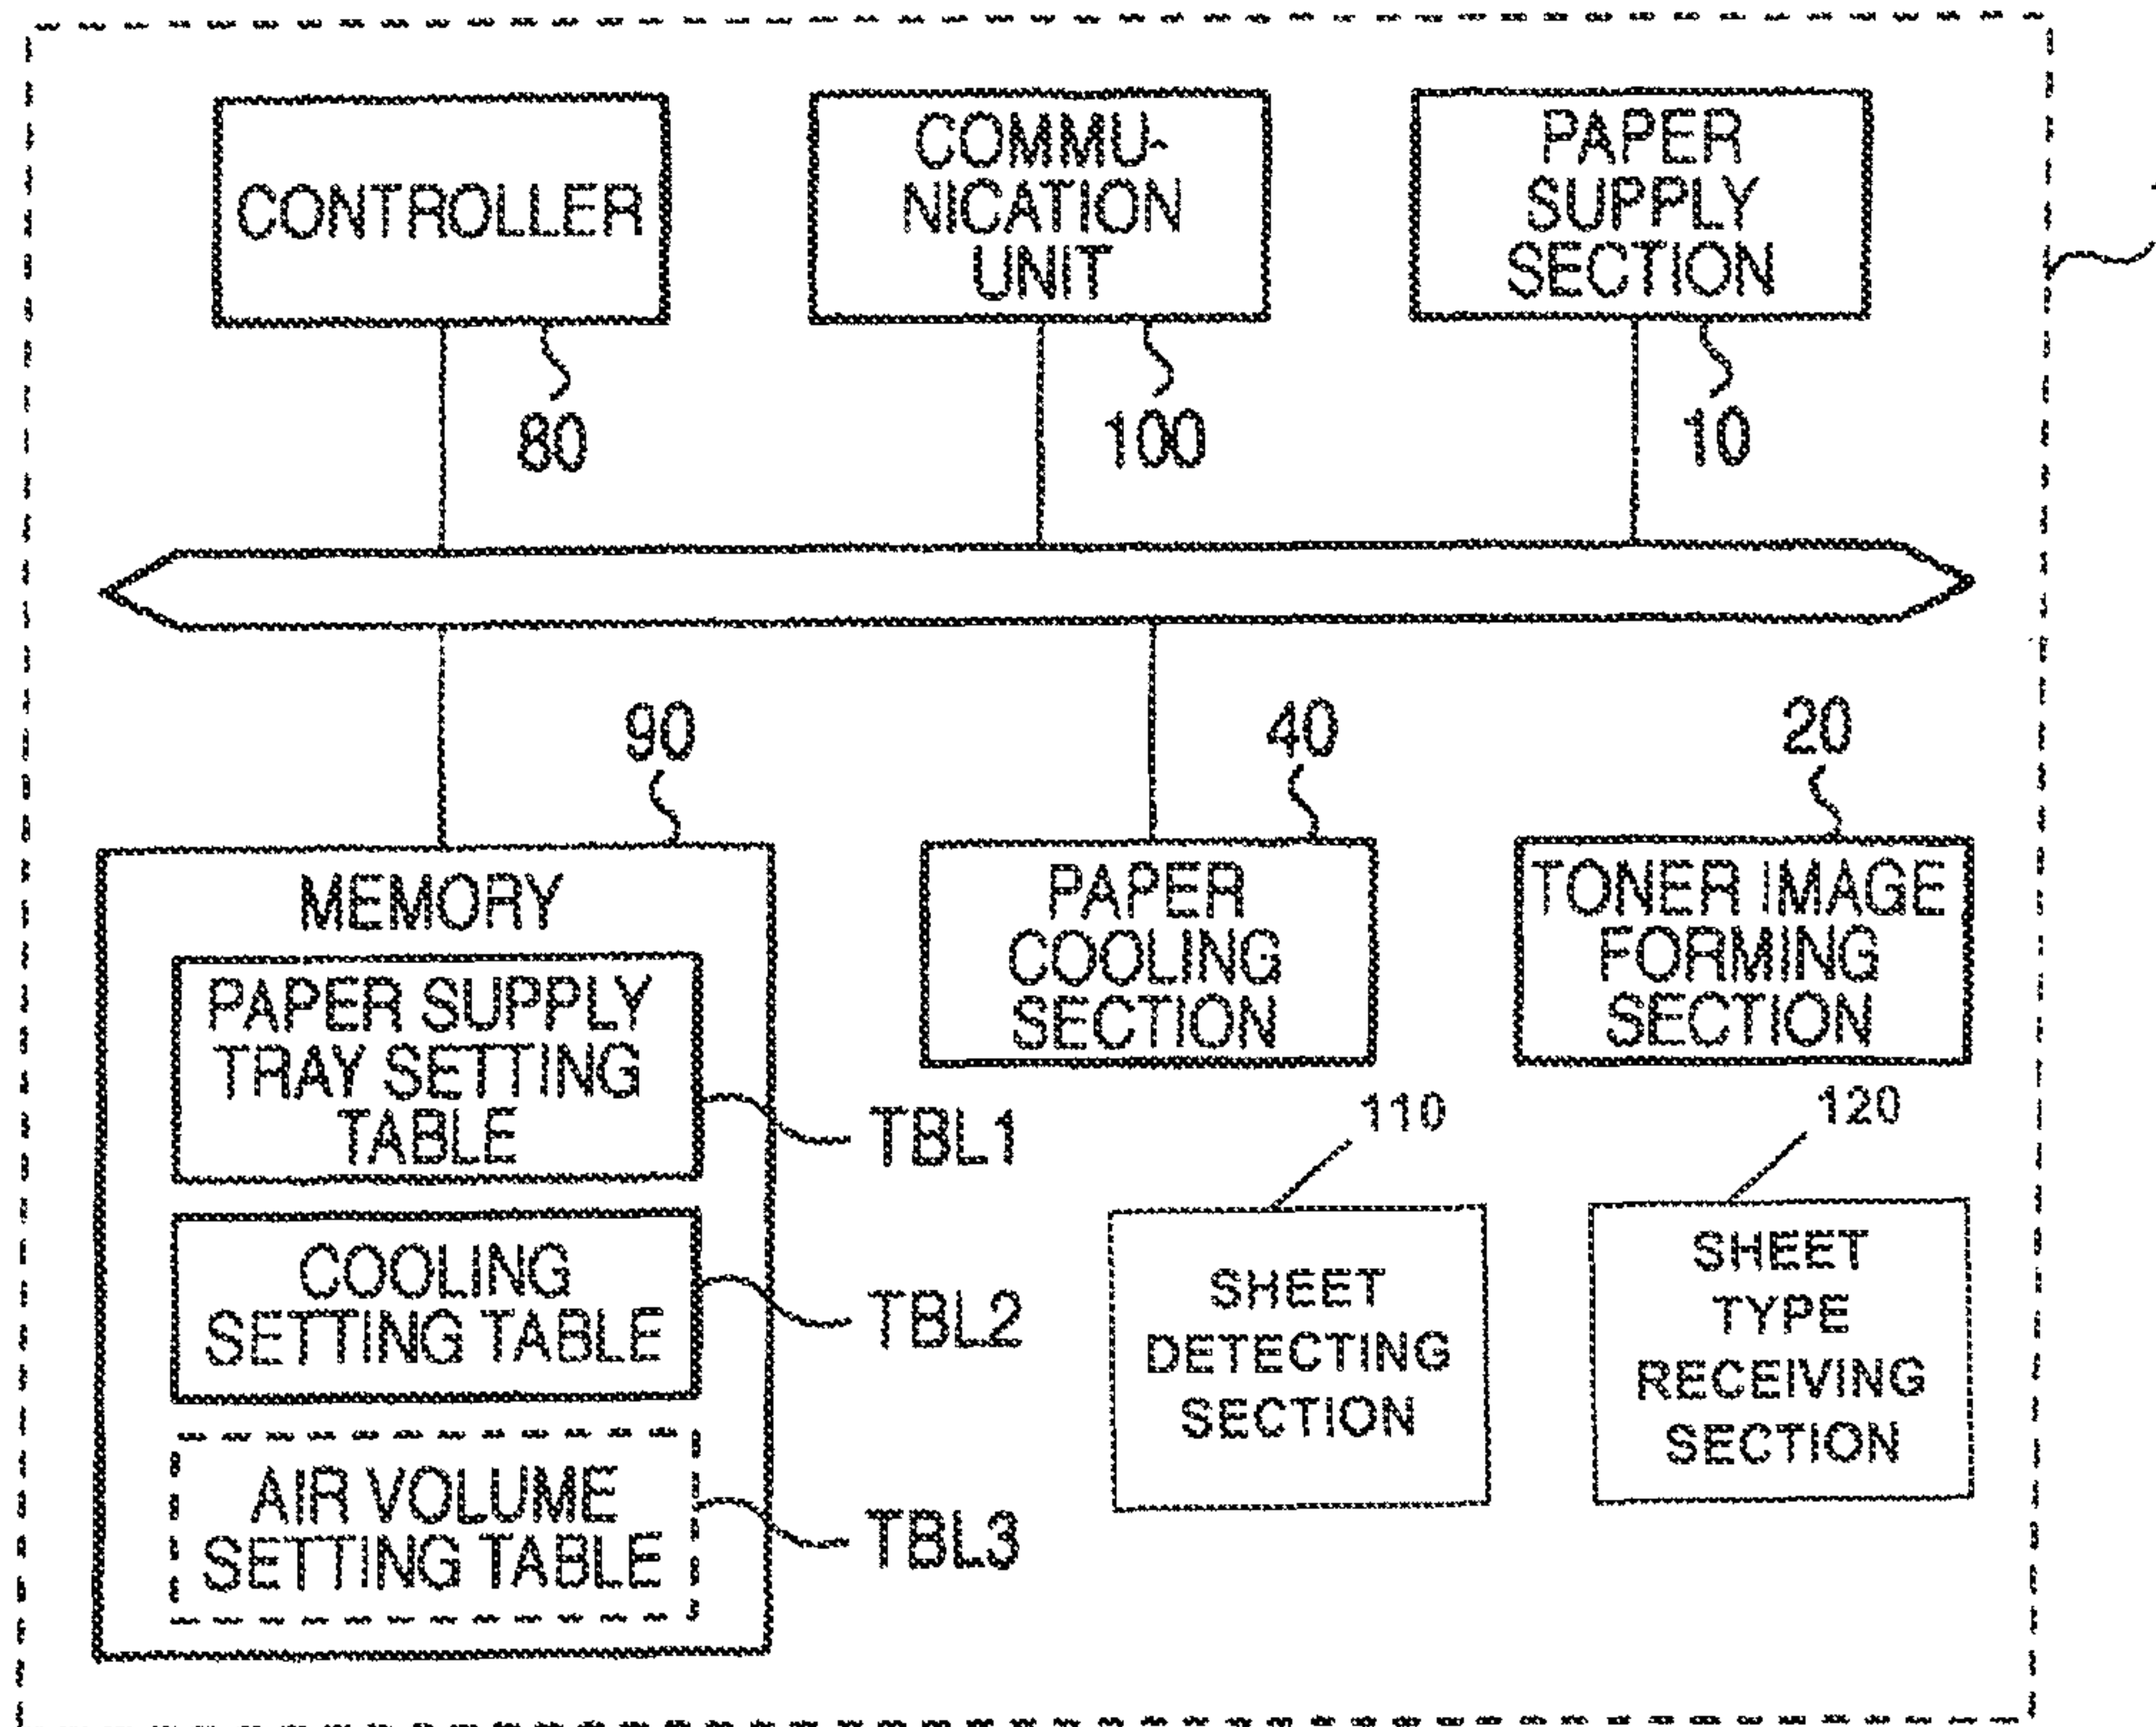 CONTROLLER
80
COMMU-
NICATION
UNIT
100
PAPER
SUPPLY
SECTION
10
90
MEMORY
PAPER SUPPLY
TRAY SETTING
TABLE
TBL1
COOLING
SETTING TABLE
TBL2
AIR VOLUME
SETTING TABLE
TBL3
40
PAPER
COOLING
SECTION
20
TONER IMAGE
FORMING
SECTION
110
SHEET
DETECTING
SECTION
120
SHEET
TYPE
RECEIVING
SECTION